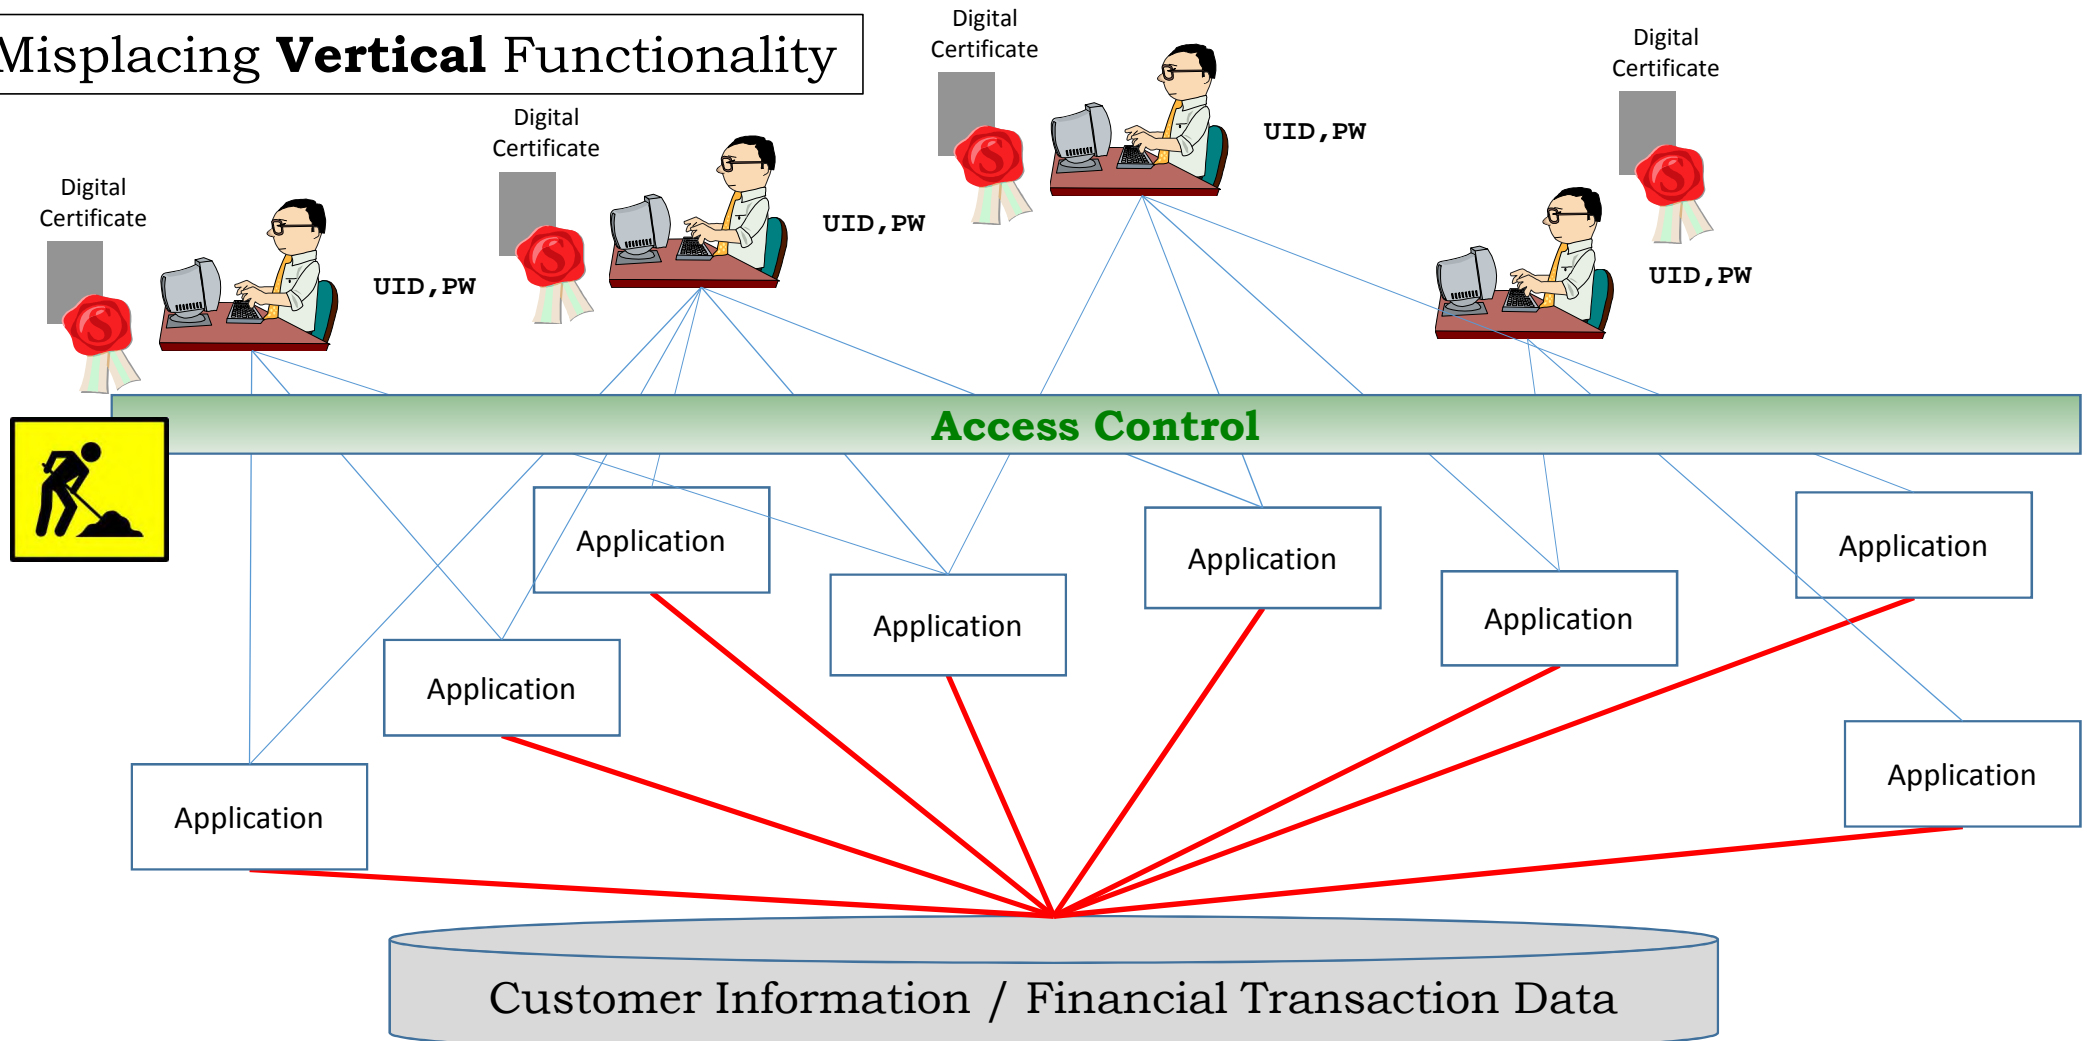 Misplacing Vertical Functionality
Digital
Certificate
UID,PW
Digital
Certificate
UID,PW
Digital
Certificate
UID,PW
Digital
Certificate
UID,PW
S
S
S
S
Access Control
Application
Application
Application
Application
Application
Application
Application
Application
Customer Information / Financial Transaction Data